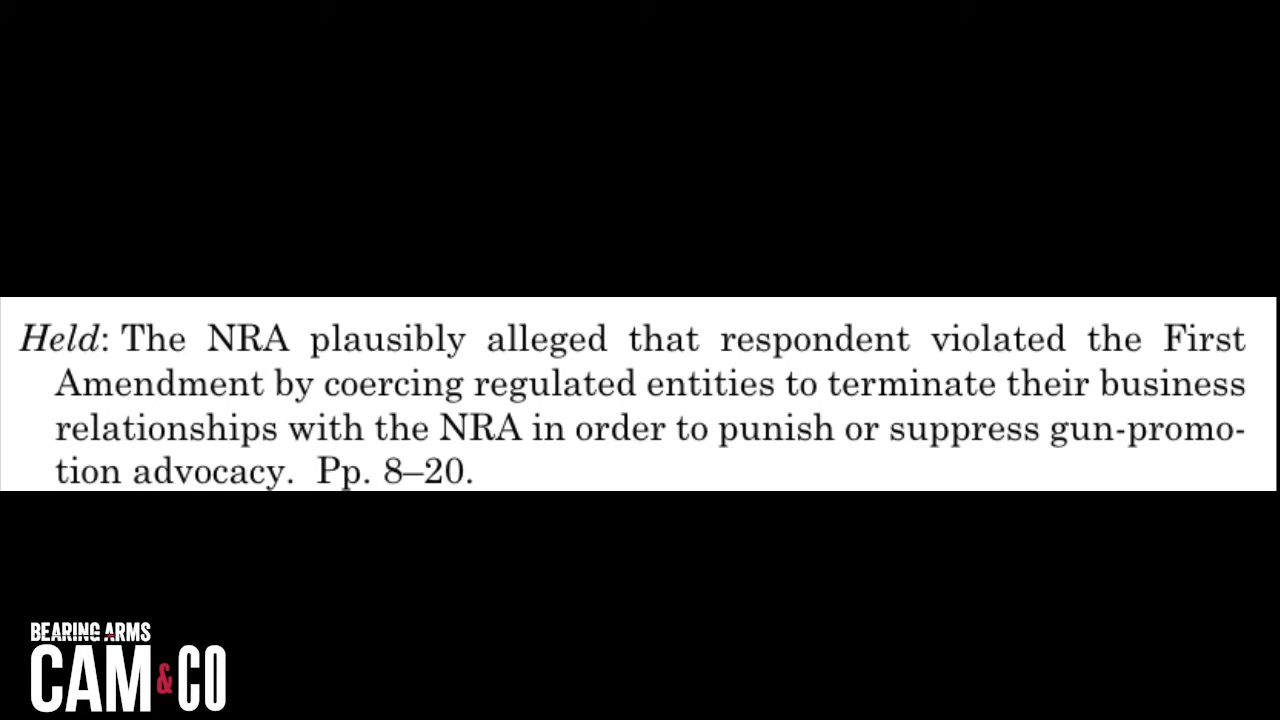 Held: The NRA plausibly alleged that respondent violated the First
Amendment by coercing regulated entities to terminate their business
relationships with the NRA in order to punish or suppress gun-promo-
tion advocacy. Pp. 8–20.
BEARING ARMS
CAM & CO